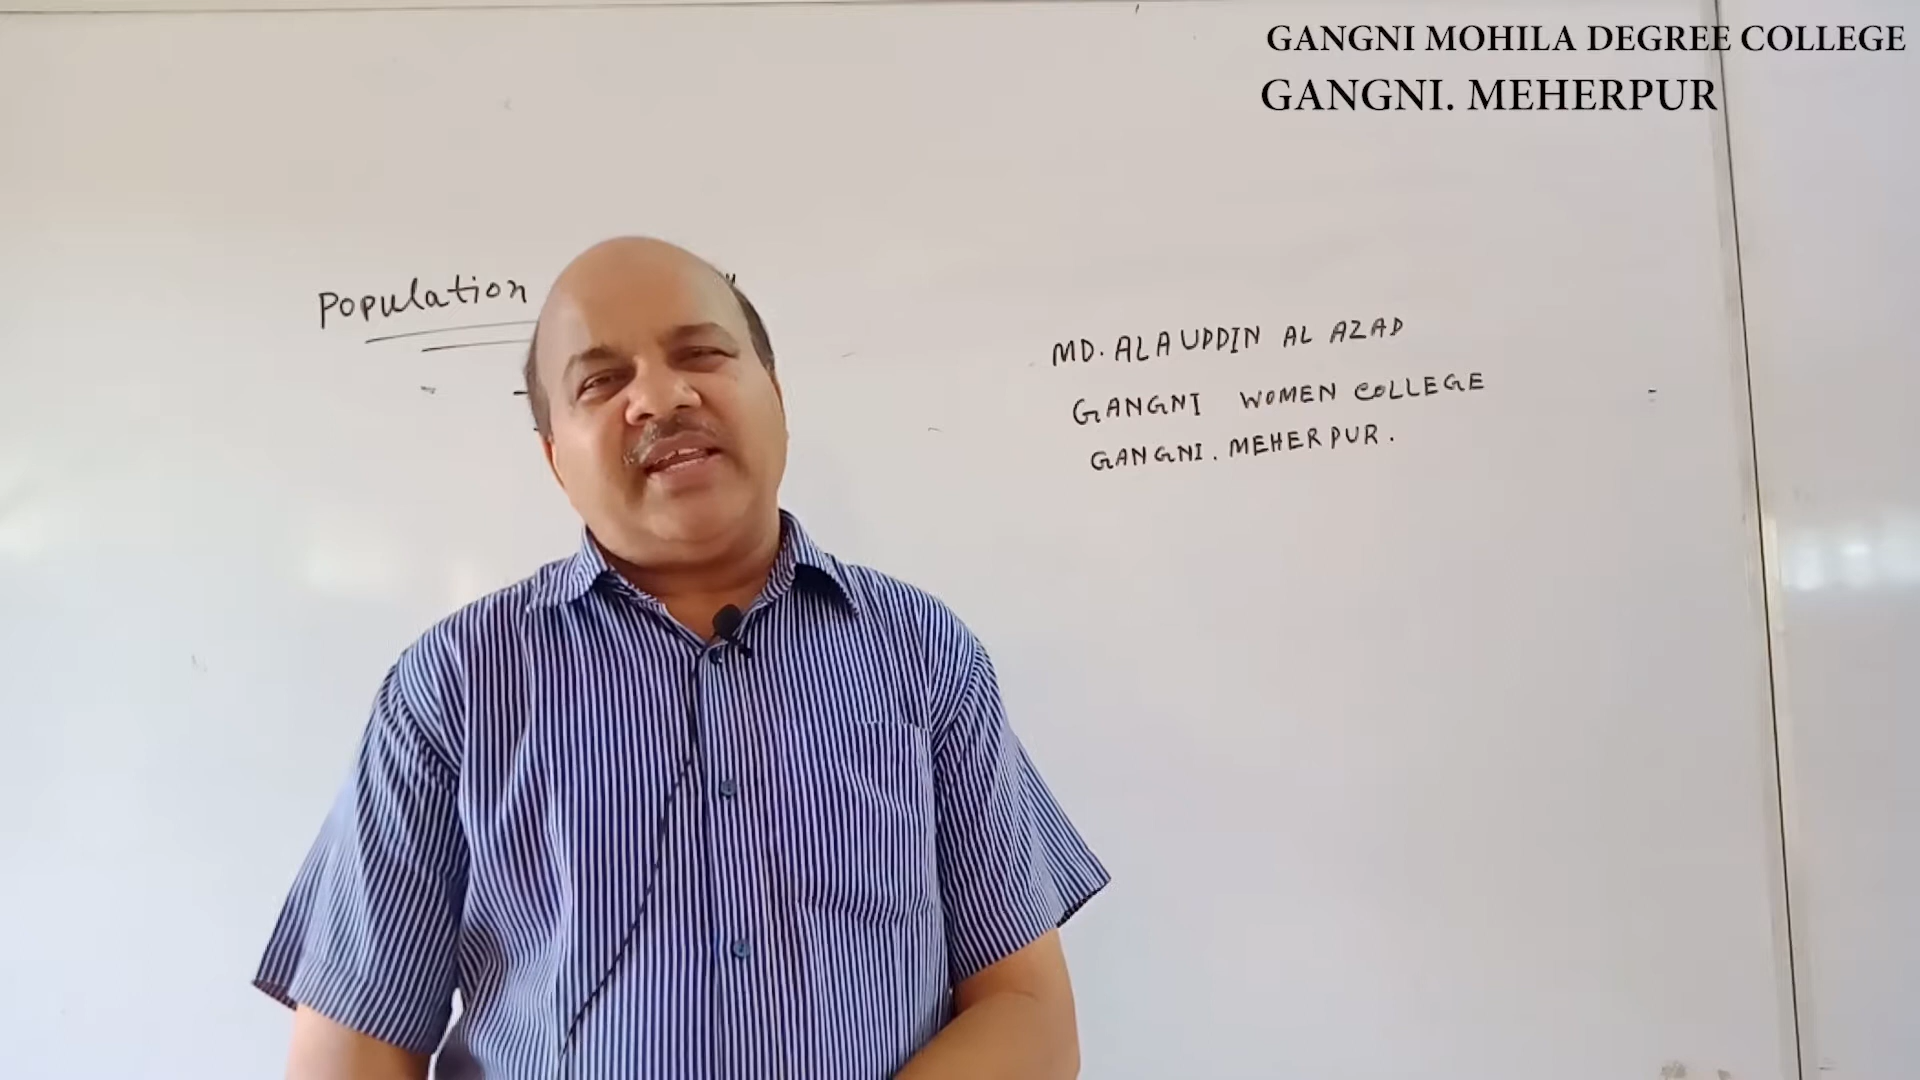 GANGNI MOHILA DEGREE COLLEGE
GANGNI. MEHERPUR
Population
MD. ALAUDDIN AL AZAD
GANGNI WOMEN COLLEGE
GANGNI. MEHERPUR.